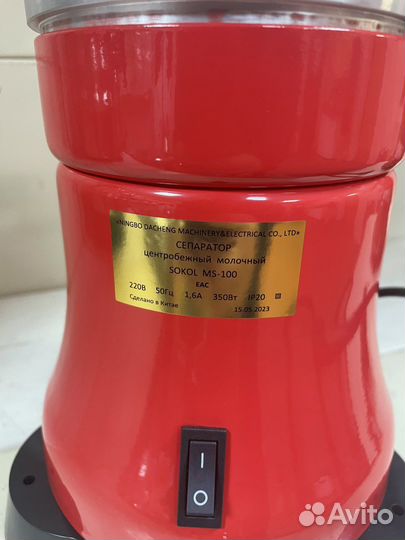 «NINGBO DACHENG MACHINERY&ELECTRICAL CO., LTD»
СЕПАРАТОР
центробежный молочный
SOKOL MS-100
EAC
220В 50Гц 1,6А 350Вт IP20
Сделано в Китае 15.05.2023
I
O
Avito